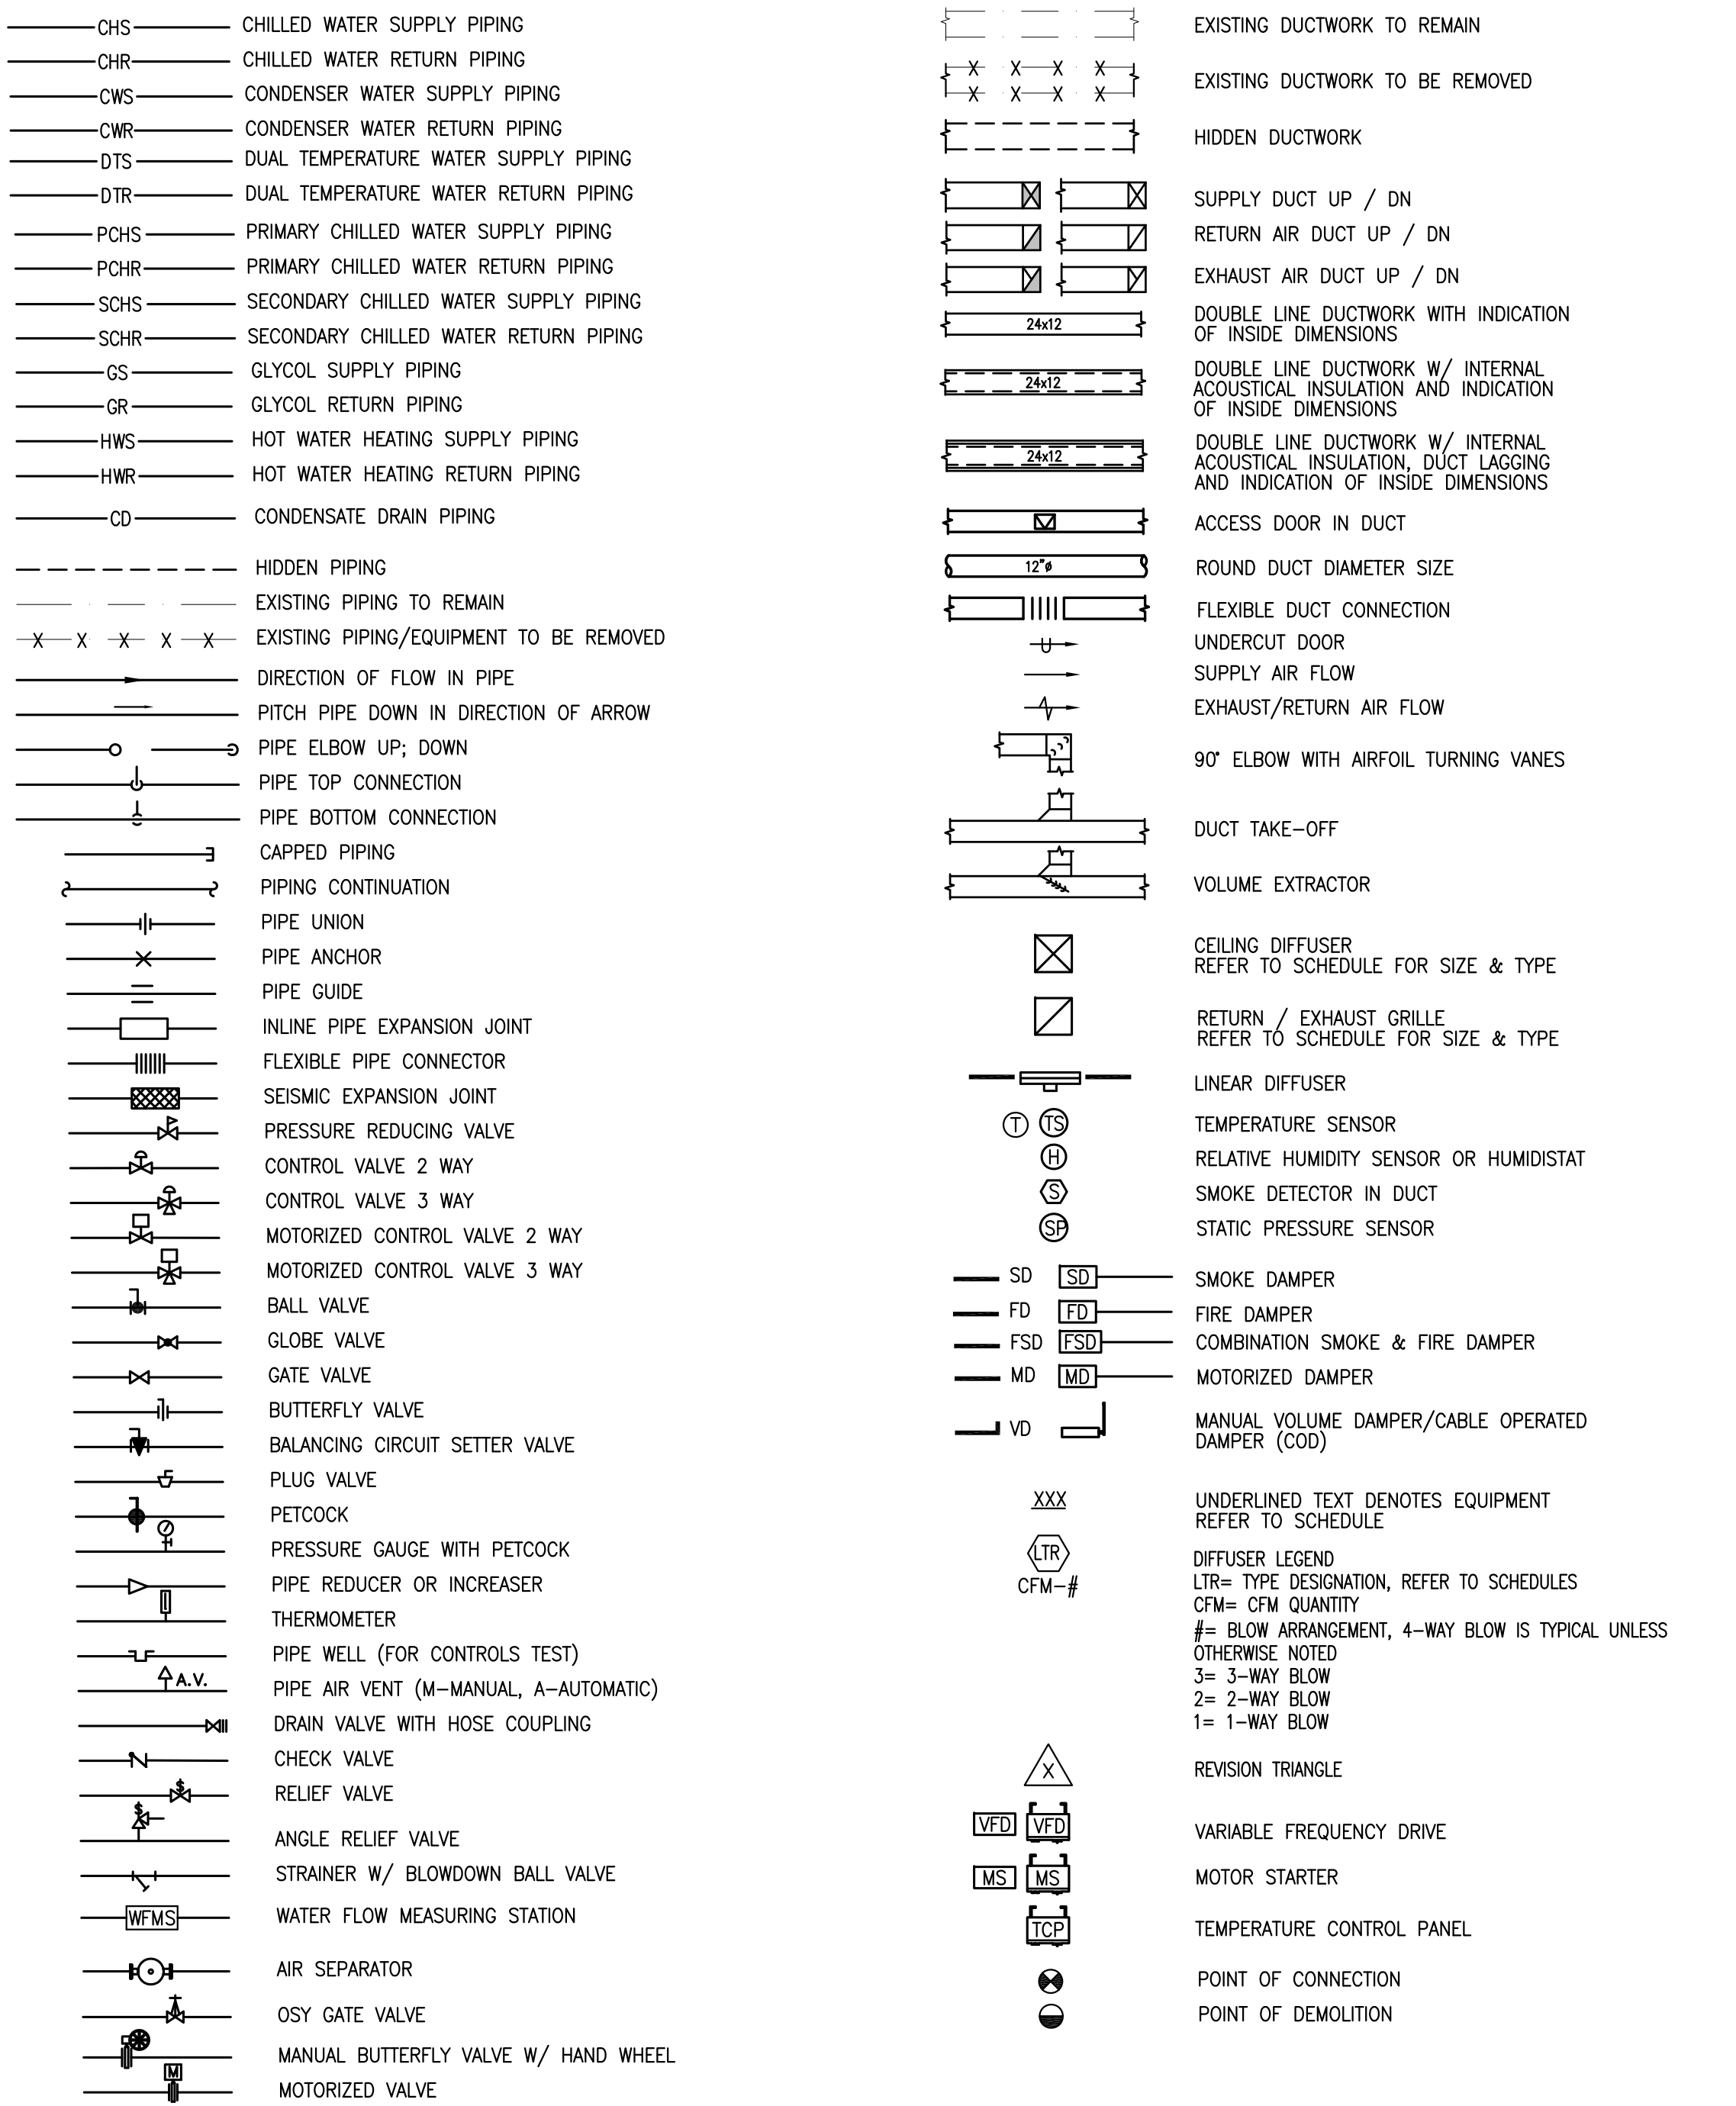 CHS CHILLED WATER SUPPLY PIPING
CHR CHILLED WATER RETURN PIPING
CWS CONDENSER WATER SUPPLY PIPING
CWR CONDENSER WATER RETURN PIPING
DTS DUAL TEMPERATURE WATER SUPPLY PIPING
DTR DUAL TEMPERATURE WATER RETURN PIPING
PCHS PRIMARY CHILLED WATER SUPPLY PIPING
PCHR PRIMARY CHILLED WATER RETURN PIPING
SCHS SECONDARY CHILLED WATER SUPPLY PIPING
SCHR SECONDARY CHILLED WATER RETURN PIPING
GS GLYCOL SUPPLY PIPING
GR GLYCOL RETURN PIPING
HWS HOT WATER HEATING SUPPLY PIPING
HWR HOT WATER HEATING RETURN PIPING
CD CONDENSATE DRAIN PIPING
HIDDEN PIPING
EXISTING PIPING TO REMAIN
X X X X X EXISTING PIPING/EQUIPMENT TO BE REMOVED
DIRECTION OF FLOW IN PIPE
PITCH PIPE DOWN IN DIRECTION OF ARROW
PIPE ELBOW UP; DOWN
PIPE TOP CONNECTION
PIPE BOTTOM CONNECTION
CAPPED PIPING
PIPING CONTINUATION
PIPE UNION
PIPE ANCHOR
PIPE GUIDE
INLINE PIPE EXPANSION JOINT
FLEXIBLE PIPE CONNECTOR
SEISMIC EXPANSION JOINT
PRESSURE REDUCING VALVE
CONTROL VALVE 2 WAY
CONTROL VALVE 3 WAY
MOTORIZED CONTROL VALVE 2 WAY
MOTORIZED CONTROL VALVE 3 WAY
BALL VALVE
GLOBE VALVE
GATE VALVE
BUTTERFLY VALVE
BALANCING CIRCUIT SETTER VALVE
PLUG VALVE
PETCOCK
PRESSURE GAUGE WITH PETCOCK
PIPE REDUCER OR INCREASER
THERMOMETER
PIPE WELL (FOR CONTROLS TEST)
A.V. PIPE AIR VENT (M-MANUAL, A-AUTOMATIC)
DRAIN VALVE WITH HOSE COUPLING
CHECK VALVE
RELIEF VALVE
ANGLE RELIEF VALVE
STRAINER W/ BLOWDOWN BALL VALVE
WFMS WATER FLOW MEASURING STATION
AIR SEPARATOR
OSY GATE VALVE
MANUAL BUTTERFLY VALVE W/ HAND WHEEL
M MOTORIZED VALVE
EXISTING DUCTWORK TO REMAIN
X X X X
X X X X
EXISTING DUCTWORK TO BE REMOVED
HIDDEN DUCTWORK
SUPPLY DUCT UP / DN
RETURN AIR DUCT UP / DN
EXHAUST AIR DUCT UP / DN
24x12 DOUBLE LINE DUCTWORK WITH INDICATION
OF INSIDE DIMENSIONS
DOUBLE LINE DUCTWORK W/ INTERNAL
24x12 ACOUSTICAL INSULATION AND INDICATION
OF INSIDE DIMENSIONS
DOUBLE LINE DUCTWORK W/ INTERNAL
24x12 ACOUSTICAL INSULATION, DUCT LAGGING
AND INDICATION OF INSIDE DIMENSIONS
ACCESS DOOR IN DUCT
12"ø ROUND DUCT DIAMETER SIZE
FLEXIBLE DUCT CONNECTION
U UNDERCUT DOOR
SUPPLY AIR FLOW
EXHAUST/RETURN AIR FLOW
90° ELBOW WITH AIRFOIL TURNING VANES
DUCT TAKE-OFF
VOLUME EXTRACTOR
CEILING DIFFUSER
REFER TO SCHEDULE FOR SIZE & TYPE
RETURN / EXHAUST GRILLE
REFER TO SCHEDULE FOR SIZE & TYPE
LINEAR DIFFUSER
T TS TEMPERATURE SENSOR
H RELATIVE HUMIDITY SENSOR OR HUMIDISTAT
S SMOKE DETECTOR IN DUCT
SP STATIC PRESSURE SENSOR
SD SD SMOKE DAMPER
FD FD FIRE DAMPER
FSD FSD COMBINATION SMOKE & FIRE DAMPER
MD MD MOTORIZED DAMPER
VD MANUAL VOLUME DAMPER/CABLE OPERATED
DAMPER (COD)
XXX UNDERLINED TEXT DENOTES EQUIPMENT
REFER TO SCHEDULE
LTR DIFFUSER LEGEND
CFM-# LTR= TYPE DESIGNATION, REFER TO SCHEDULES
CFM= CFM QUANTITY
#= BLOW ARRANGEMENT, 4-WAY BLOW IS TYPICAL UNLESS
OTHERWISE NOTED
3= 3-WAY BLOW
2= 2-WAY BLOW
1= 1-WAY BLOW
X REVISION TRIANGLE
VFD VFD VARIABLE FREQUENCY DRIVE
MS MS MOTOR STARTER
TCP TEMPERATURE CONTROL PANEL
POINT OF CONNECTION
POINT OF DEMOLITION